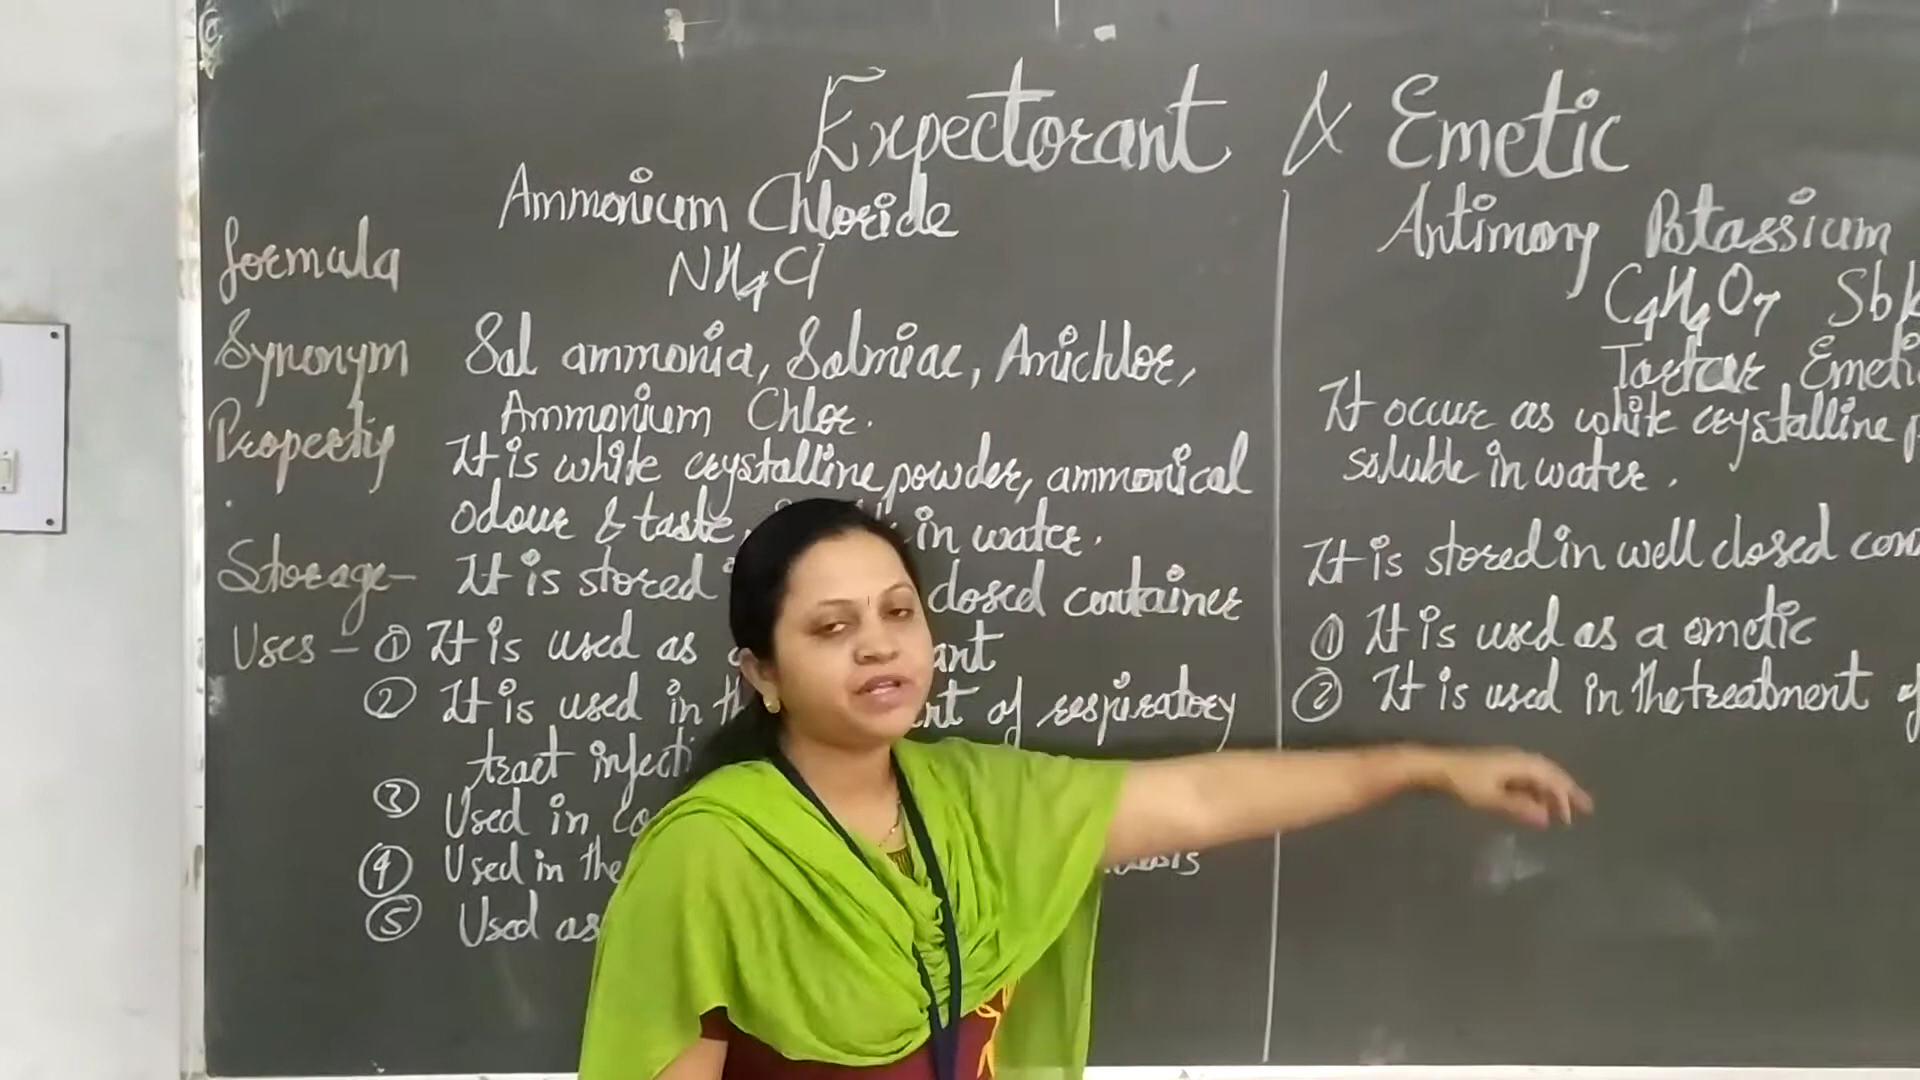 Expectorant & Emetic
Ammonium Chloride
Formula NH4Cl
Synonym Sal ammonia, Salmiac, Amichlor,
Ammonium Chlor.
Property It is white crystalline powder, ammonical
odour & taste, in water.
Storage- It is stored closed container
Uses - ① It is used as ant
② It is used in th nt of respiratory
tract infecti
③ Used in co
④ Used in the
⑤ Used as
Antimony Potassium
C4H4O7 Sb
Tartar Emeti
It occur as white crystalline p
soluble in water.
It is stored in well closed con
① It is used as a emetic
② It is used in the treatment of